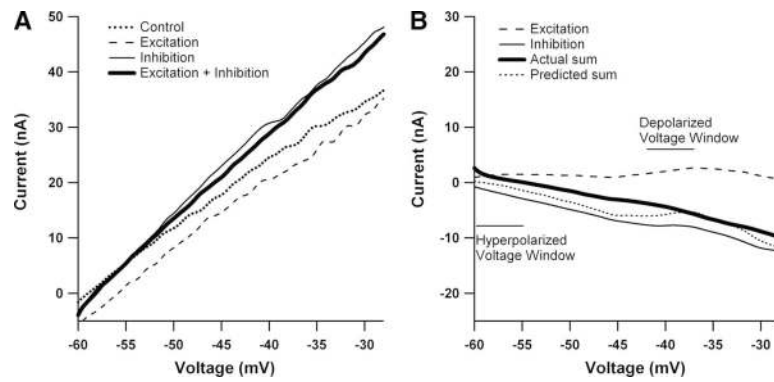 A
50
40
30
20
10
0
Current (nA)
Control
Excitation
Inhibition
Excitation + Inhibition
-60
-55
-50
-45
-40
-35
-30
Voltage (mV)
B
30
20
10
0
-10
-20
Current (nA)
Excitation
Inhibition
Actual sum
Predicted sum
Depolarized
Voltage Window
Hyperpolarized
Voltage Window
-60
-55
-50
-45
-40
-35
-30
Voltage (mV)